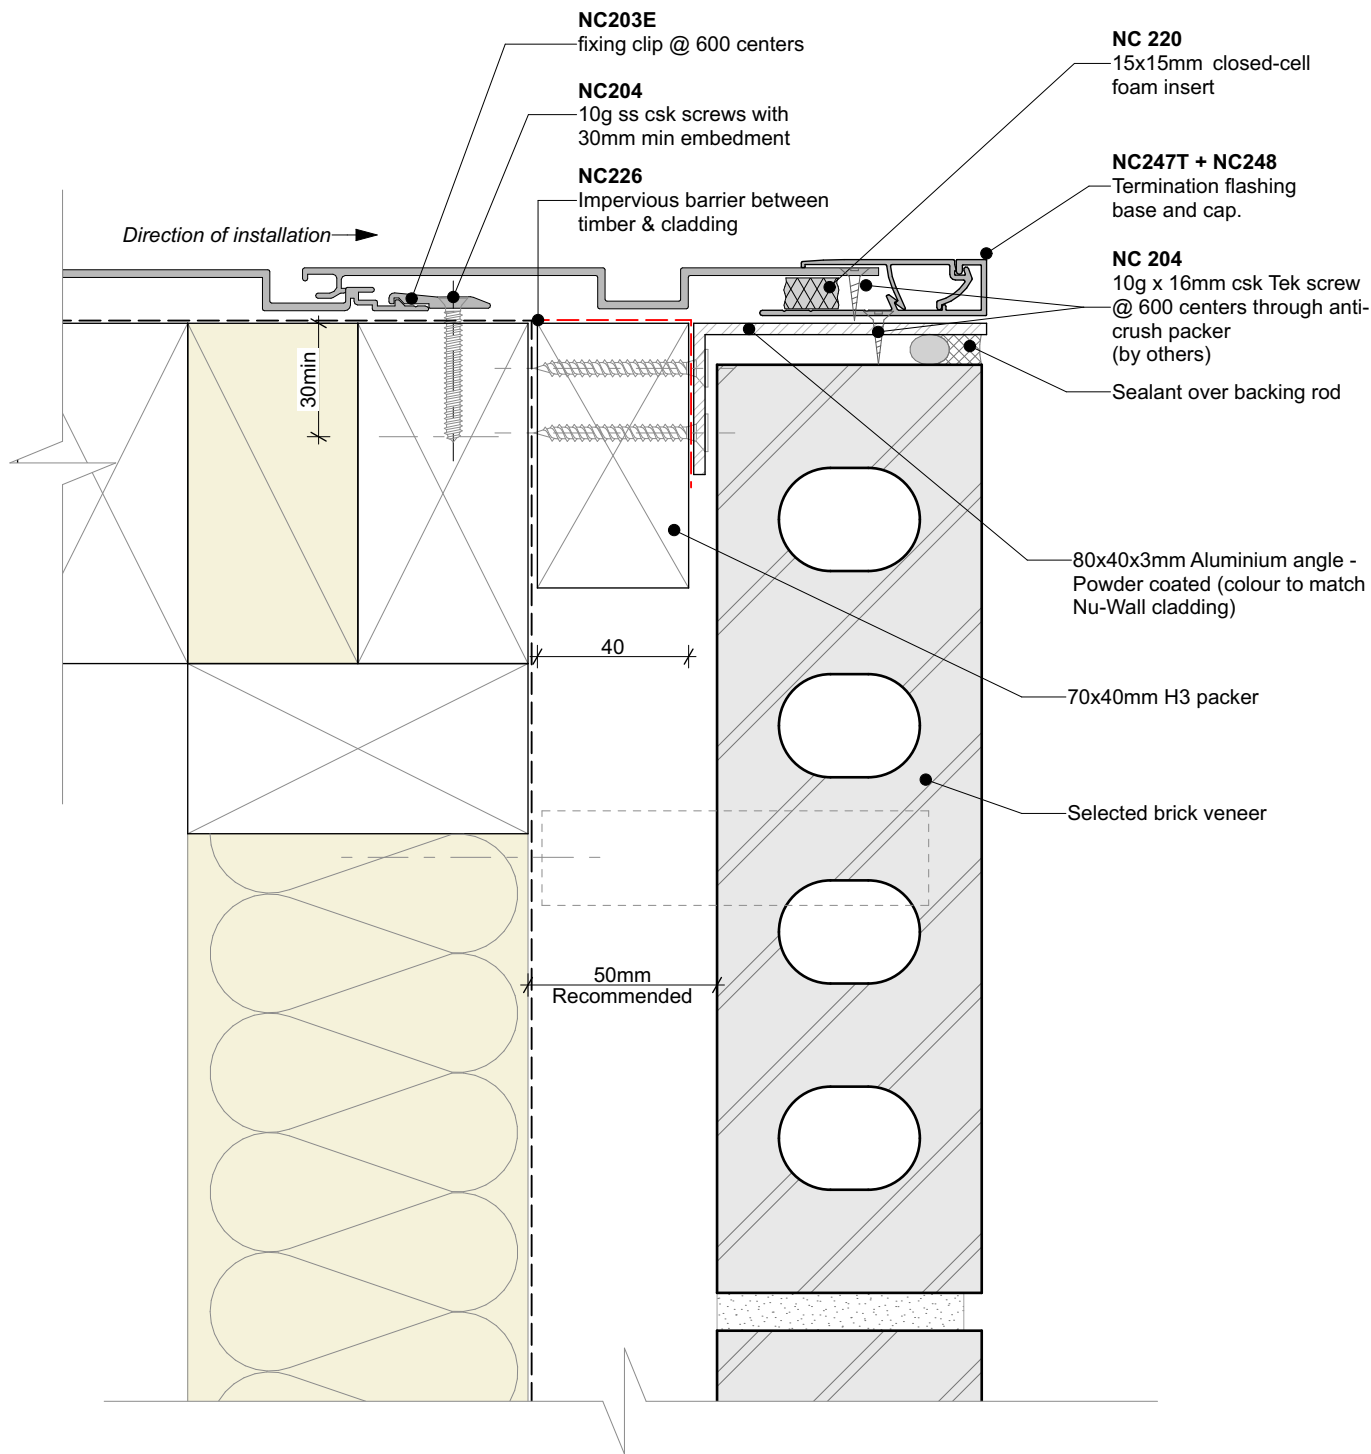 NC203E
fixing clip @ 600 centers
NC204
10g ss csk screws with
30mm min embedment
NC226
Impervious barrier between
timber & cladding
Direction of installation
NC 220
15x15mm closed-cell
foam insert
NC247T + NC248
Termination flashing
base and cap.
NC 204
10g x 16mm csk Tek screw
@ 600 centers through anti-
crush packer
(by others)
Sealant over backing rod
30min
80x40x3mm Aluminium angle -
Powder coated (colour to match
Nu-Wall cladding)
40
70x40mm H3 packer
Selected brick veneer
50mm
Recommended